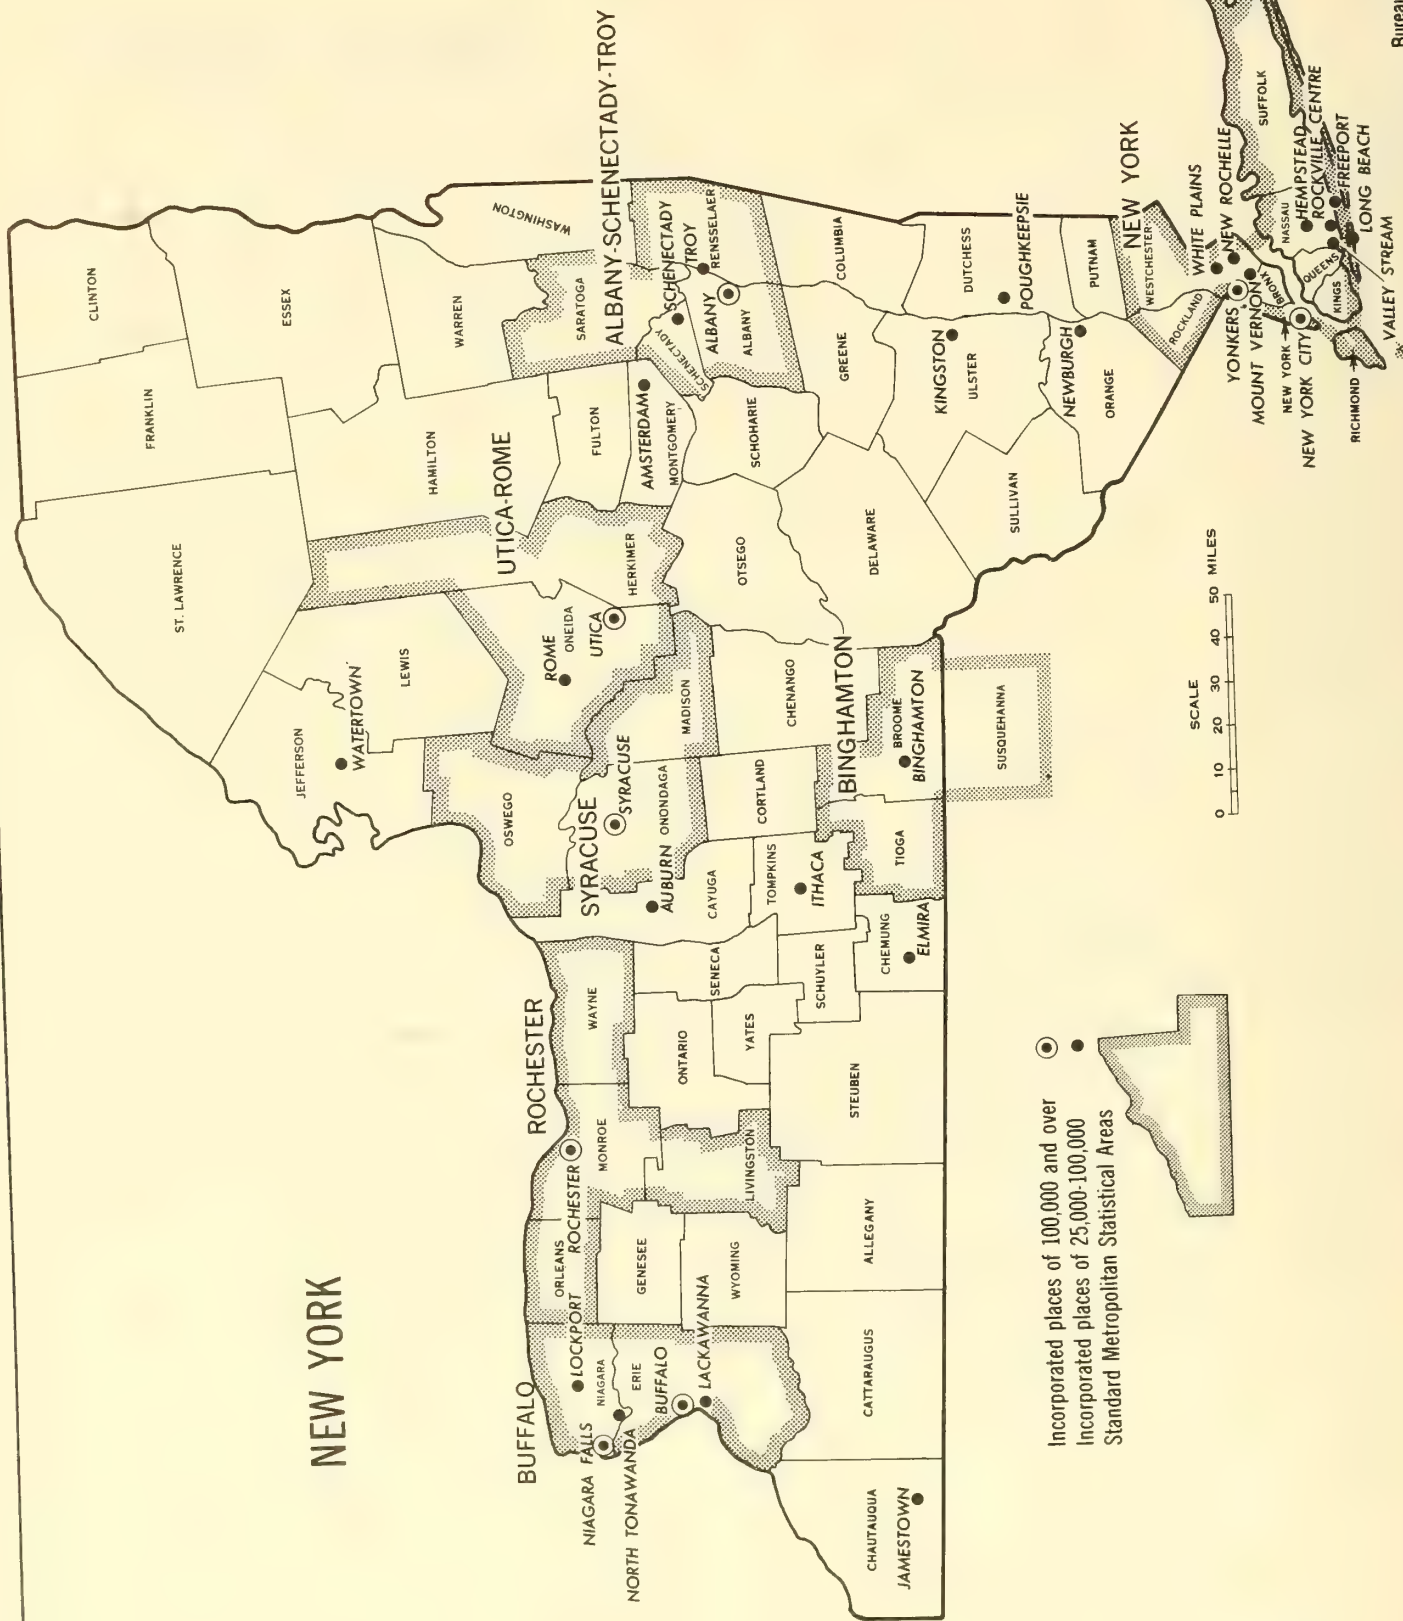 NEW YORK
CLINTON
FRANKLIN
ST. LAWRENCE
ESSEX
JEFFERSON
WATERTOWN
LEWIS
HAMILTON
WARREN
WASHINGTON
UTICA-ROME
HERKIMER
ROME
ONEIDA
UTICA
FULTON
AMSTERDAM
MONTGOMERY
SARATOGA
ALBANY-SCHENECTADY-TROY
SCHENECTADY
SCHENECTADY
TROY
RENSSELAER
ALBANY
ALBANY
BUFFALO
NIAGARA FALLS
LOCKPORT
NIAGARA
NORTH TONAWANDA
ERIE
BUFFALO
LACKAWANNA
ROCHESTER
ORLEANS
ROCHESTER
MONROE
WAYNE
GENESEE
WYOMING
LIVINGSTON
ONTARIO
YATES
SENECA
SYRACUSE
OSWEGO
SYRACUSE
ONONDAGA
AUBURN
CAYUGA
MADISON
CORTLAND
CHENANGO
OTSEGO
SCHOHARIE
TOMPKINS
ITHACA
SCHUYLER
CHEMUNG
ELMIRA
STEUBEN
ALLEGANY
CATTARAUGUS
CHAUTAUQUA
JAMESTOWN
BINGHAMTON
TIOGA
BROOME
BINGHAMTON
SUSQUEHANNA
DELAWARE
GREENE
COLUMBIA
KINGSTON
ULSTER
DUTCHESS
POUGHKEEPSIE
SULLIVAN
NEWBURGH
ORANGE
PUTNAM
NEW YORK
WESTCHESTER
ROCKLAND
WHITE PLAINS
NEW ROCHELLE
YONKERS
MOUNT VERNON
BRONX
NEW YORK
NEW YORK CITY
QUEENS
KINGS
RICHMOND
NASSAU
SUFFOLK
HEMPSTEAD
ROCKVILLE CENTRE
FREEPORT
LONG BEACH
VALLEY STREAM
Incorporated places of 100,000 and over
Incorporated places of 25,000-100,000
Standard Metropolitan Statistical Areas
SCALE
0 10 20 30 40 50 MILES
Bureau